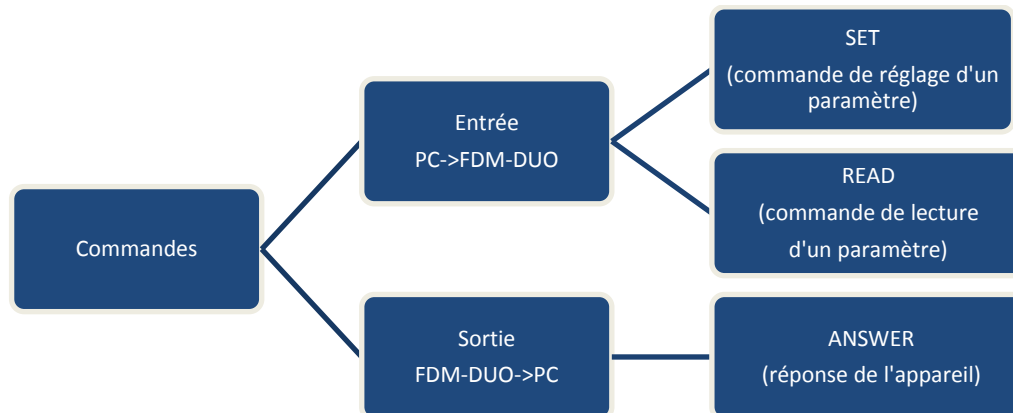 Commandes
Entrée
PC->FDM-DUO
SET
(commande de réglage d'un
paramètre)
READ
(commande de lecture
d'un paramètre)
Sortie
FDM-DUO->PC
ANSWER
(réponse de l'appareil)